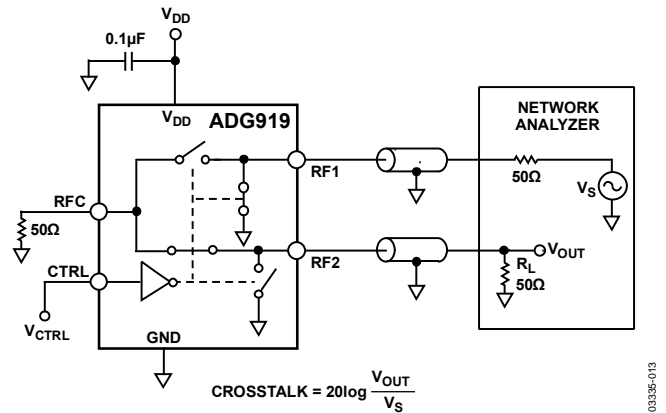 VDD
0.1µF
VDD
ADG919
NETWORK
ANALYZER
RF1
50Ω
VS
RFC
50Ω
RF2
VOUT
RL
50Ω
CTRL
VCTRL
GND
CROSSTALK = 20log VOUT
VS
03335-013